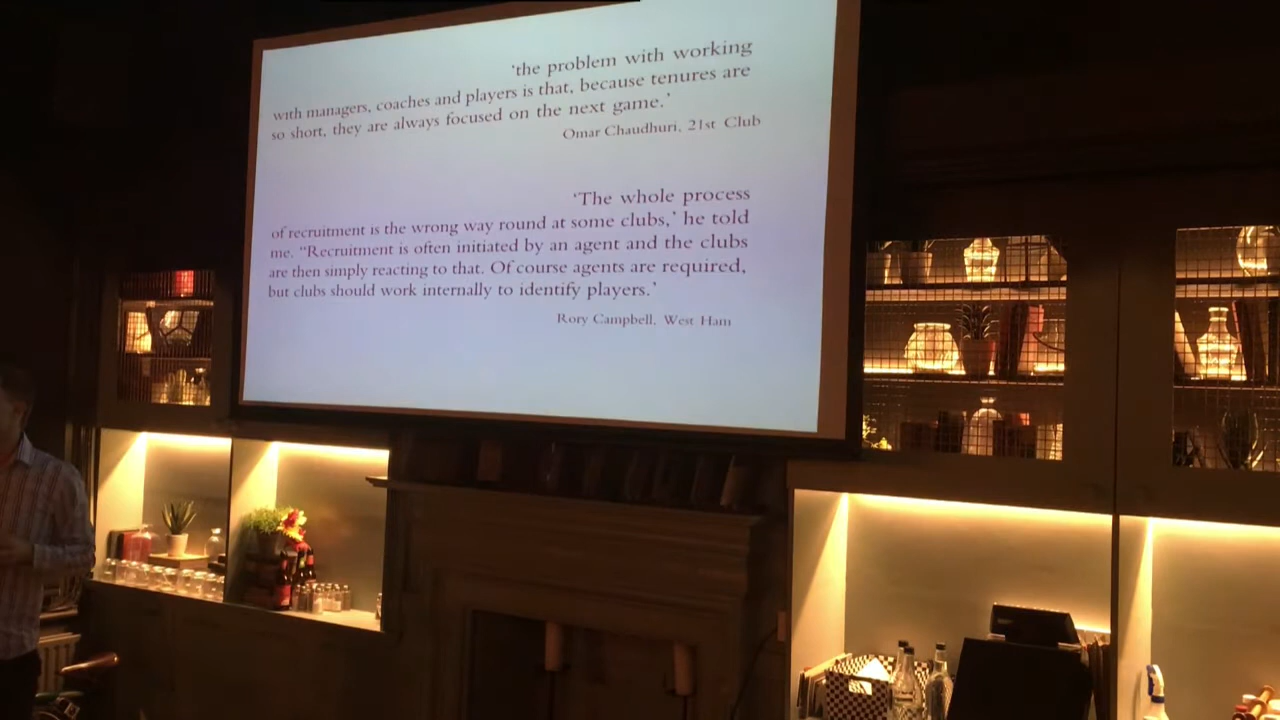 ‘the problem with working
with managers, coaches and players is that, because tenures are
so short, they are always focused on the next game.’
Omar Chaudhuri, 21st Club
‘The whole process
of recruitment is the wrong way round at some clubs,’ he told
me. “Recruitment is often initiated by an agent and the clubs
are then simply reacting to that. Of course agents are required,
but clubs should work internally to identify players.’
Rory Campbell, West Ham